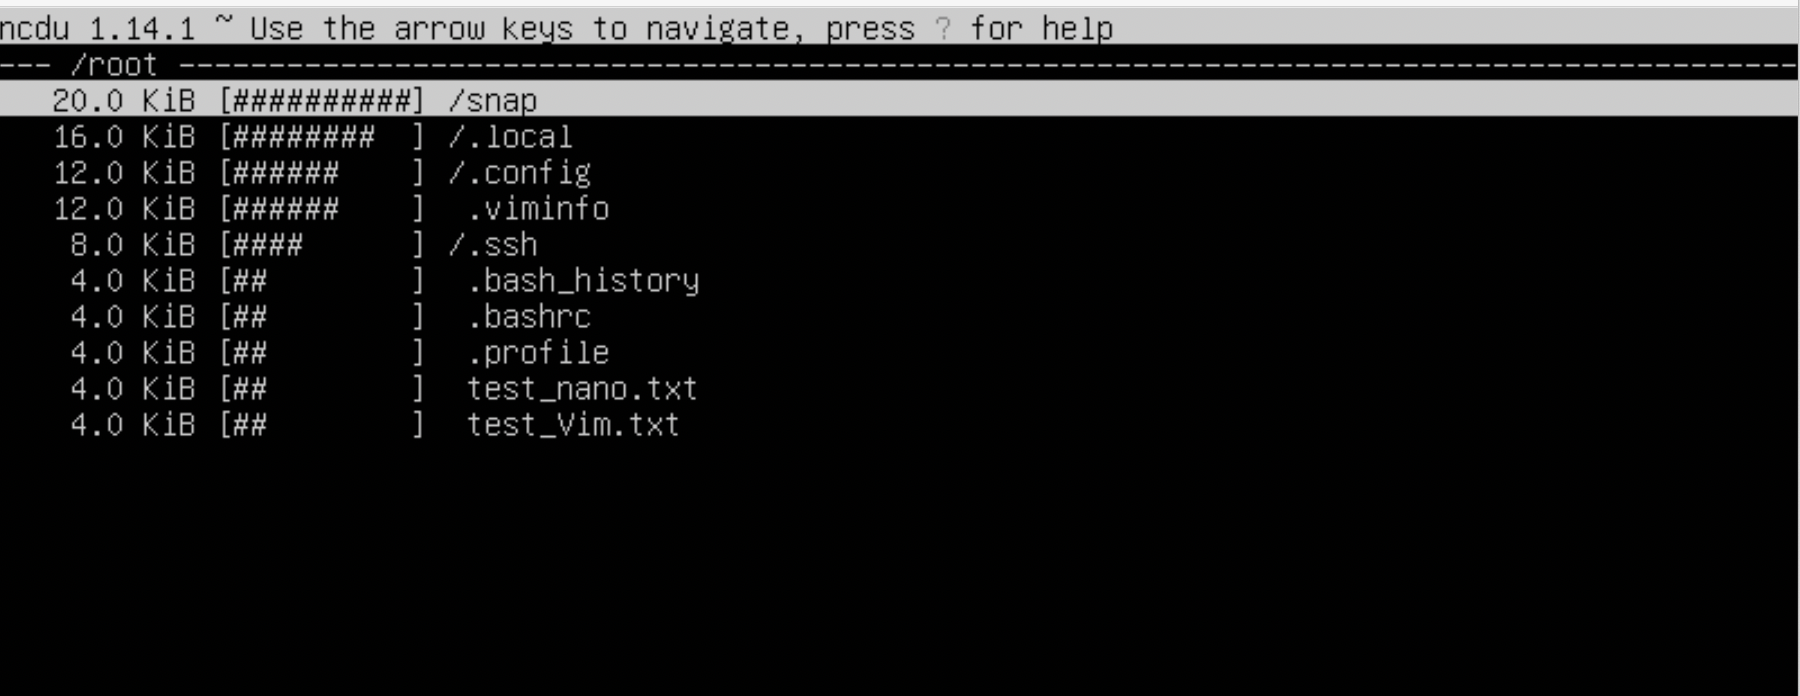 ncdu 1.14.1 ~ Use the arrow keys to navigate, press ? for help
--- /root ------------------------------------------------------------------------------------------
   20.0 KiB [##########] /snap
   16.0 KiB [########  ] /.local
   12.0 KiB [######    ] /.config
   12.0 KiB [######    ]  .viminfo
    8.0 KiB [####      ] /.ssh
    4.0 KiB [##        ]  .bash_history
    4.0 KiB [##        ]  .bashrc
    4.0 KiB [##        ]  .profile
    4.0 KiB [##        ]  test_nano.txt
    4.0 KiB [##        ]  test_Vim.txt